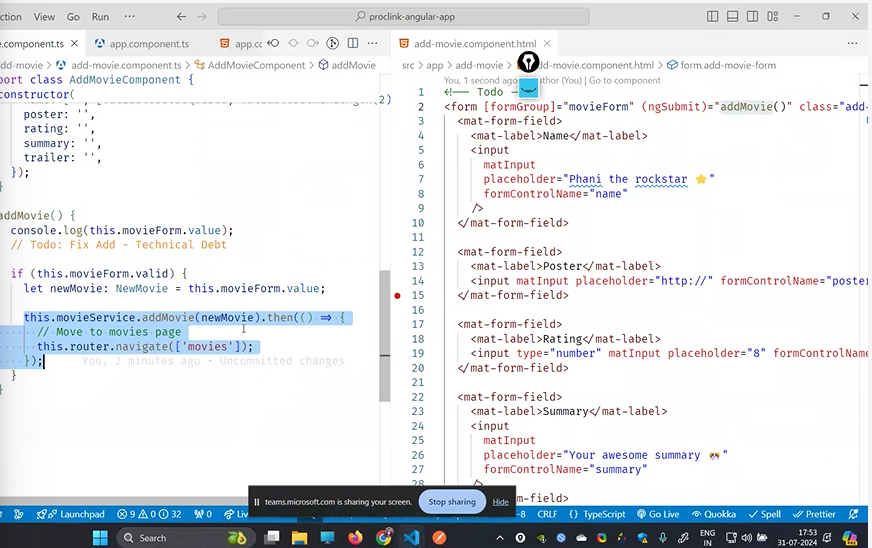 ction View Go Run ... proclink-angular-app
.component.ts app.component.ts app.cc
dd-movie > add-movie.component.ts > AddMovieComponent > addMovie
port class AddMovieComponent {
constructor(
2)
poster: '',
rating: '',
summary: '',
trailer: '',
});
}
addMovie() {
console.log(this.movieForm.value);
// Todo: Fix Add - Technical Debt
if (this.movieForm.valid) {
let newMovie: NewMovie = this.movieForm.value;
this.movieService.addMovie(newMovie).then(() => {
// Move to movies page
this.router.navigate(['movies']);
});
You, 2 minutes ago • Uncommitted changes
}
}
add-movie.component.html
src > app > add-movie > add-movie.component.html > form.add-movie-form
You, 1 second ago Author (You) | Go to component
1 <!-- Todo
2 <form [formGroup]="movieForm" (ngSubmit)="addMovie()" class="add-
3 <mat-form-field>
4 <mat-label>Name</mat-label>
5 <input
6 matInput
7 placeholder="Phani the rockstar ⭐"
8 formControlName="name"
9 />
10 </mat-form-field>
11
12 <mat-form-field>
13 <mat-label>Poster</mat-label>
14 <input matInput placeholder="http://" formControlName="poster
15 </mat-form-field>
16
17 <mat-form-field>
18 <mat-label>Rating</mat-label>
19 <input type="number" matInput placeholder="8" formControlName
20 </mat-form-field>
21
22 <mat-form-field>
23 <mat-label>Summary</mat-label>
24 <input
25 matInput
26 placeholder="Your awesome summary "
27 formControlName="summary"
28 />
m-field>
teams.microsoft.com is sharing your screen. Stop sharing Hide
Launchpad 9 0 32 0 Liv -8 CRLF {} TypeScript Go Live Quokka Spell Prettier
Search ENG IN 17:53 31-07-2024